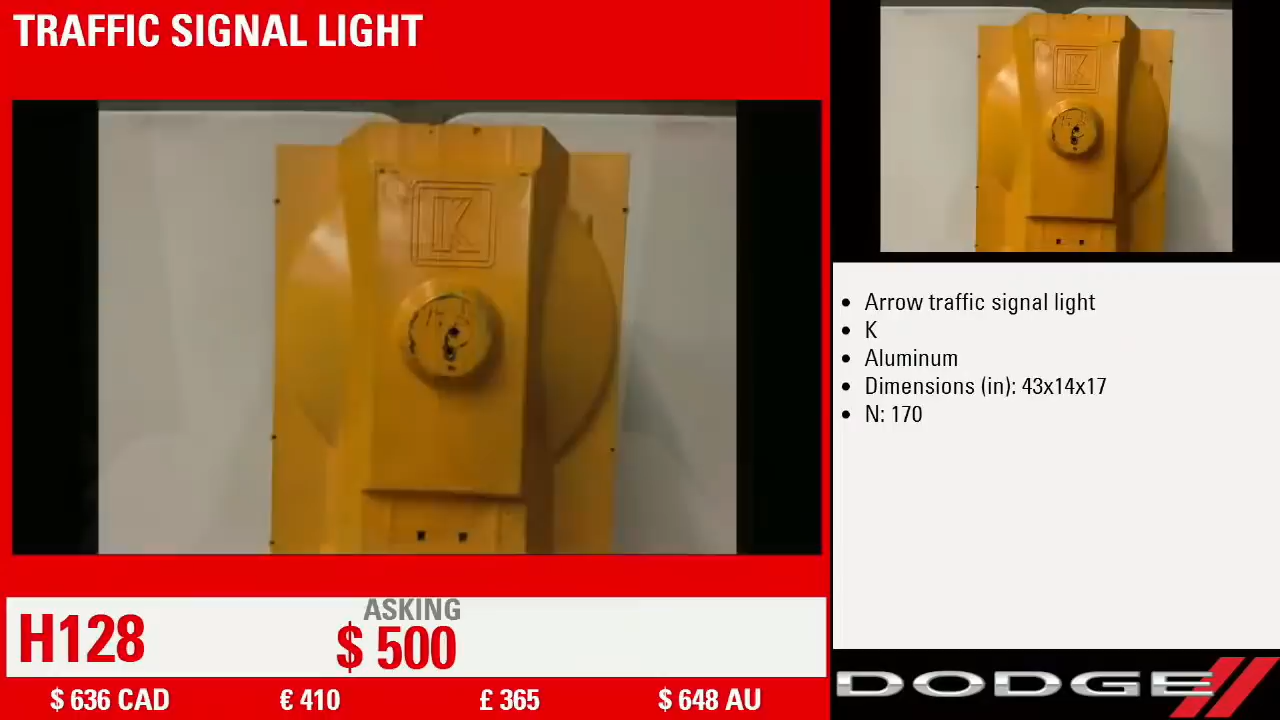 TRAFFIC SIGNAL LIGHT
K
K
• Arrow traffic signal light
• K
• Aluminum
• Dimensions (in): 43x14x17
• N: 170
H128
ASKING
$ 500
$ 636 CAD
€ 410
£ 365
$ 648 AU
DODGE